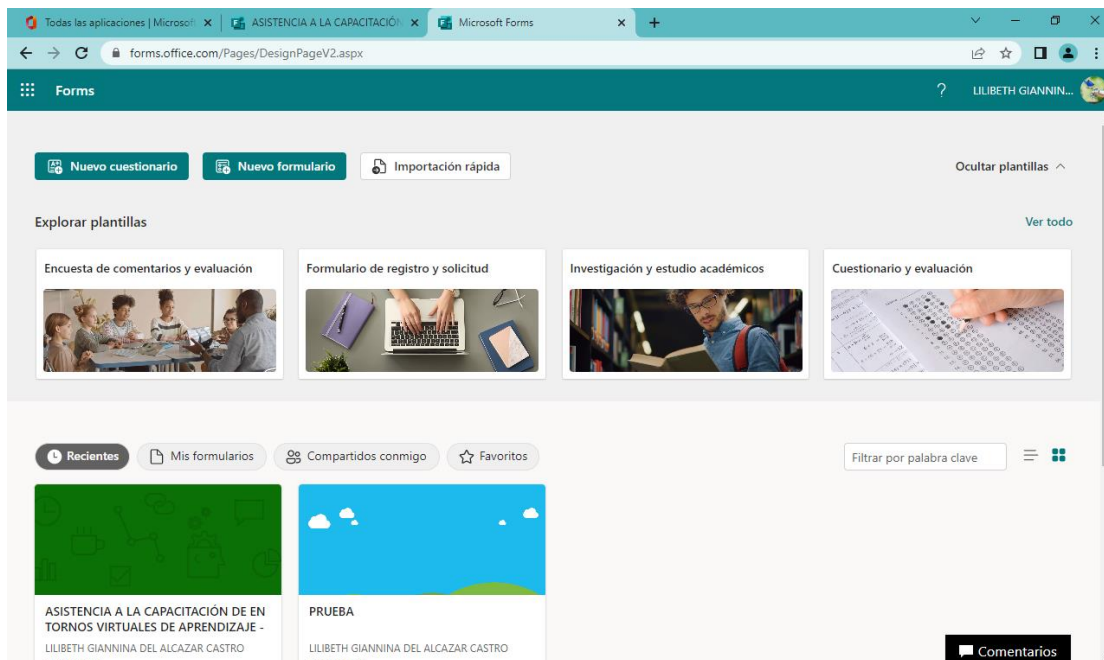 Todas las aplicaciones | Microsoft
ASISTENCIA A LA CAPACITACIÓN
Microsoft Forms
forms.office.com/Pages/DesignPageV2.aspx
Forms
?
LILIBETH GIANNIN...
Nuevo cuestionario
Nuevo formulario
Importación rápida
Ocultar plantillas
Explorar plantillas
Ver todo
Encuesta de comentarios y evaluación
Formulario de registro y solicitud
Investigación y estudio académicos
Cuestionario y evaluación
Recientes
Mis formularios
Compartidos conmigo
Favoritos
Filtrar por palabra clave
ASISTENCIA A LA CAPACITACIÓN DE EN
TORNOS VIRTUALES DE APRENDIZAJE -
LILIBETH GIANNINA DEL ALCAZAR CASTRO
PRUEBA
LILIBETH GIANNINA DEL ALCAZAR CASTRO
Comentarios